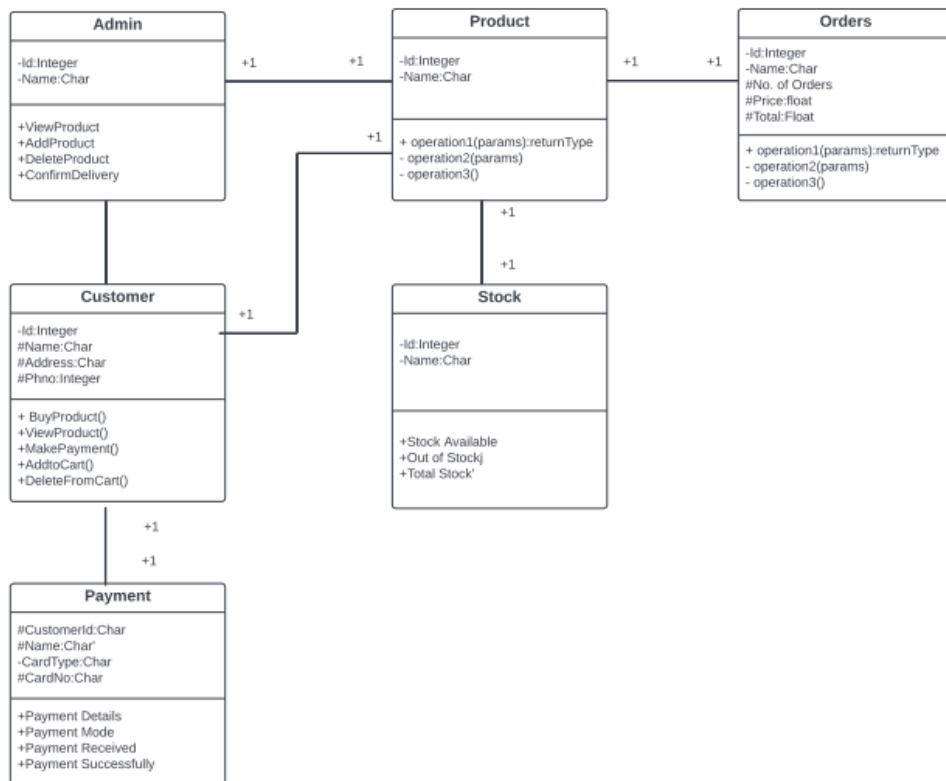 Admin
-Id:Integer
-Name:Char
+ViewProduct
+AddProduct
+DeleteProduct
+ConfirmDelivery
+1
+1
Product
-Id:Integer
-Name:Char
+ operation1(params):returnType
- operation2(params)
- operation3()
+1
+1
Orders
-Id:Integer
-Name:Char
#No. of Orders
#Price:float
#Total:Float
+ operation1(params):returnType
- operation2(params)
- operation3()
+1
+1
+1
+1
Customer
-Id:Integer
#Name:Char
#Address:Char
#Phno:Integer
+ BuyProduct()
+ViewProduct()
+MakePayment()
+AddtoCart()
+DeleteFromCart()
Stock
-Id:Integer
-Name:Char
+Stock Available
+Out of Stockj
+Total Stock'
+1
+1
Payment
#CustomerId:Char
#Name:Char'
-CardType:Char
#CardNo:Char
+Payment Details
+Payment Mode
+Payment Received
+Payment Successfully